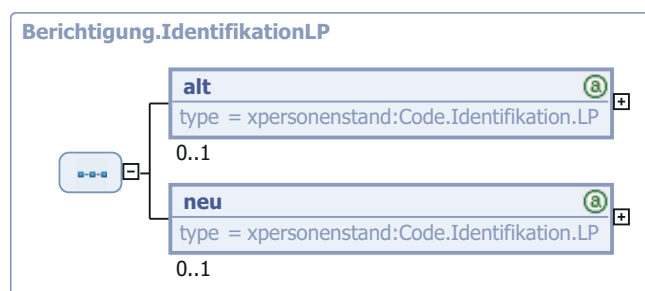 Berichtigung.IdentifikationLP
alt
type = xpersonenstand:Code.Identifikation.LP
0..1
neu
type = xpersonenstand:Code.Identifikation.LP
0..1